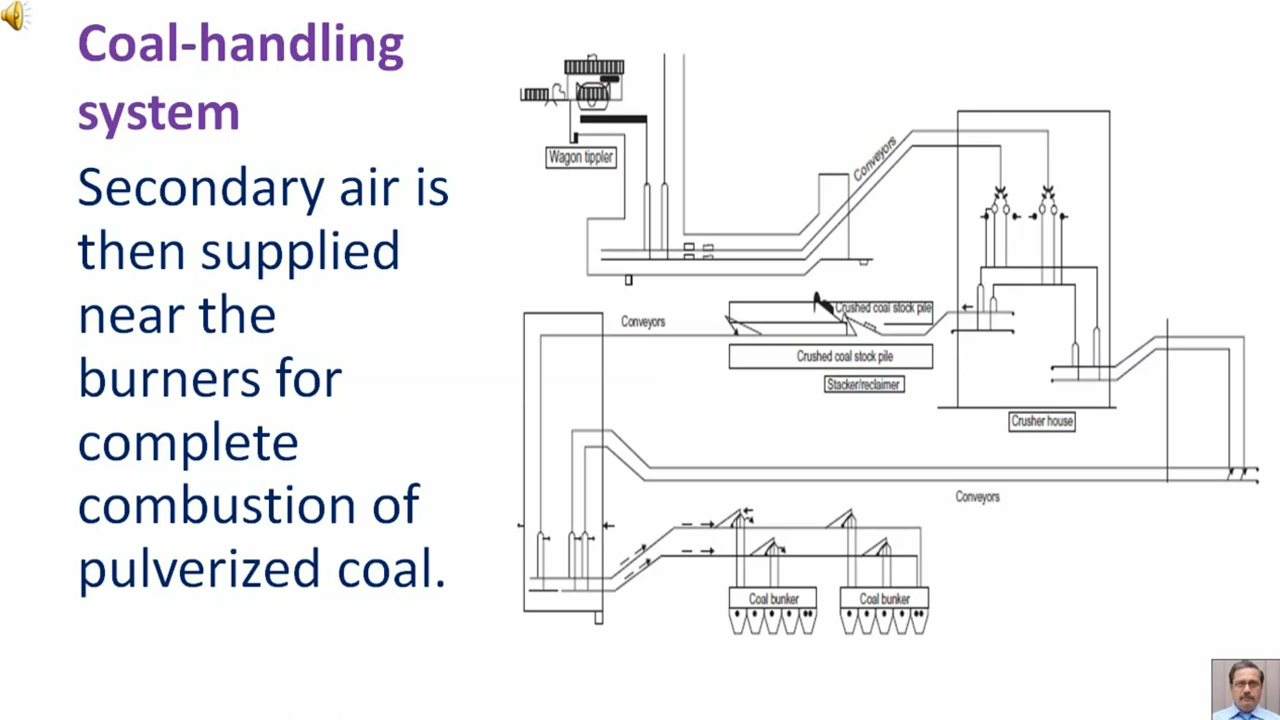 Coal-handling
system
Secondary air is
then supplied
near the
burners for
complete
combustion of
pulverized coal.
Wagon tippler
Conveyors
Crushed coal stock pile
Conveyors
Crushed coal stock pile
Stacker/reclaimer
Crusher house
Conveyors
Coal bunker
Coal bunker